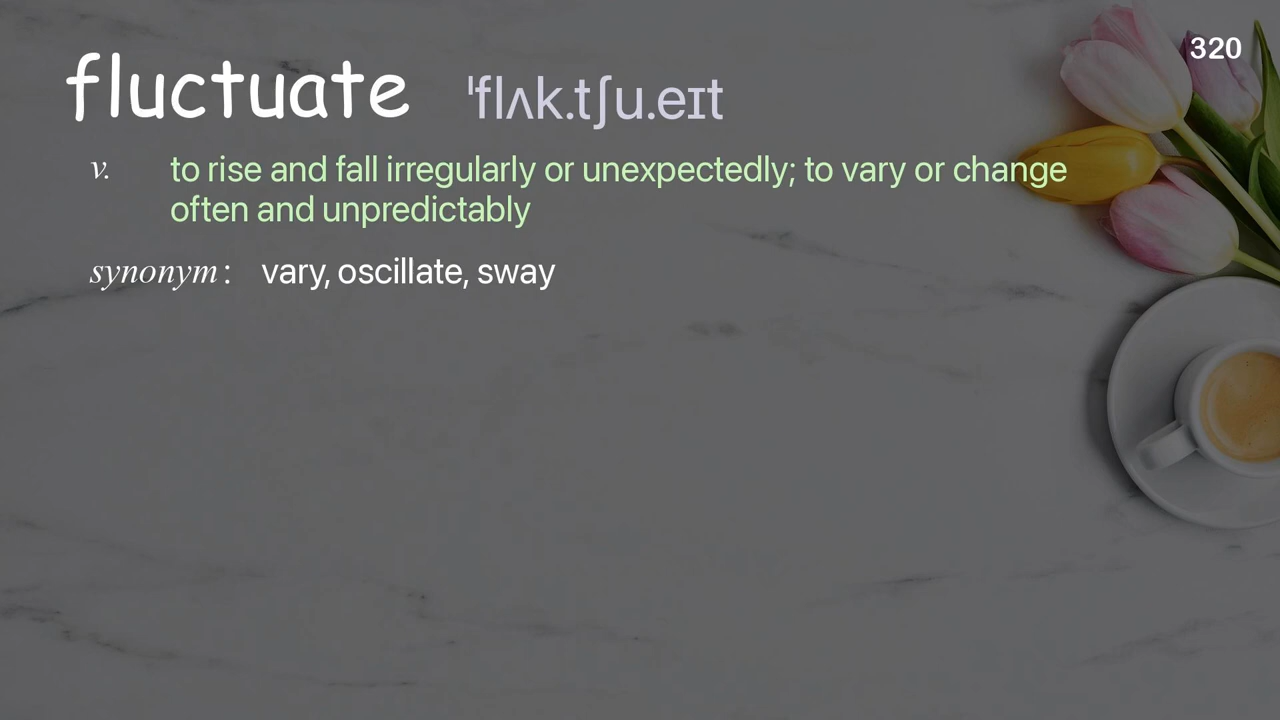 320
fluctuate ˈflʌk.tʃu.eɪt
v. to rise and fall irregularly or unexpectedly; to vary or change
often and unpredictably
synonym: vary, oscillate, sway